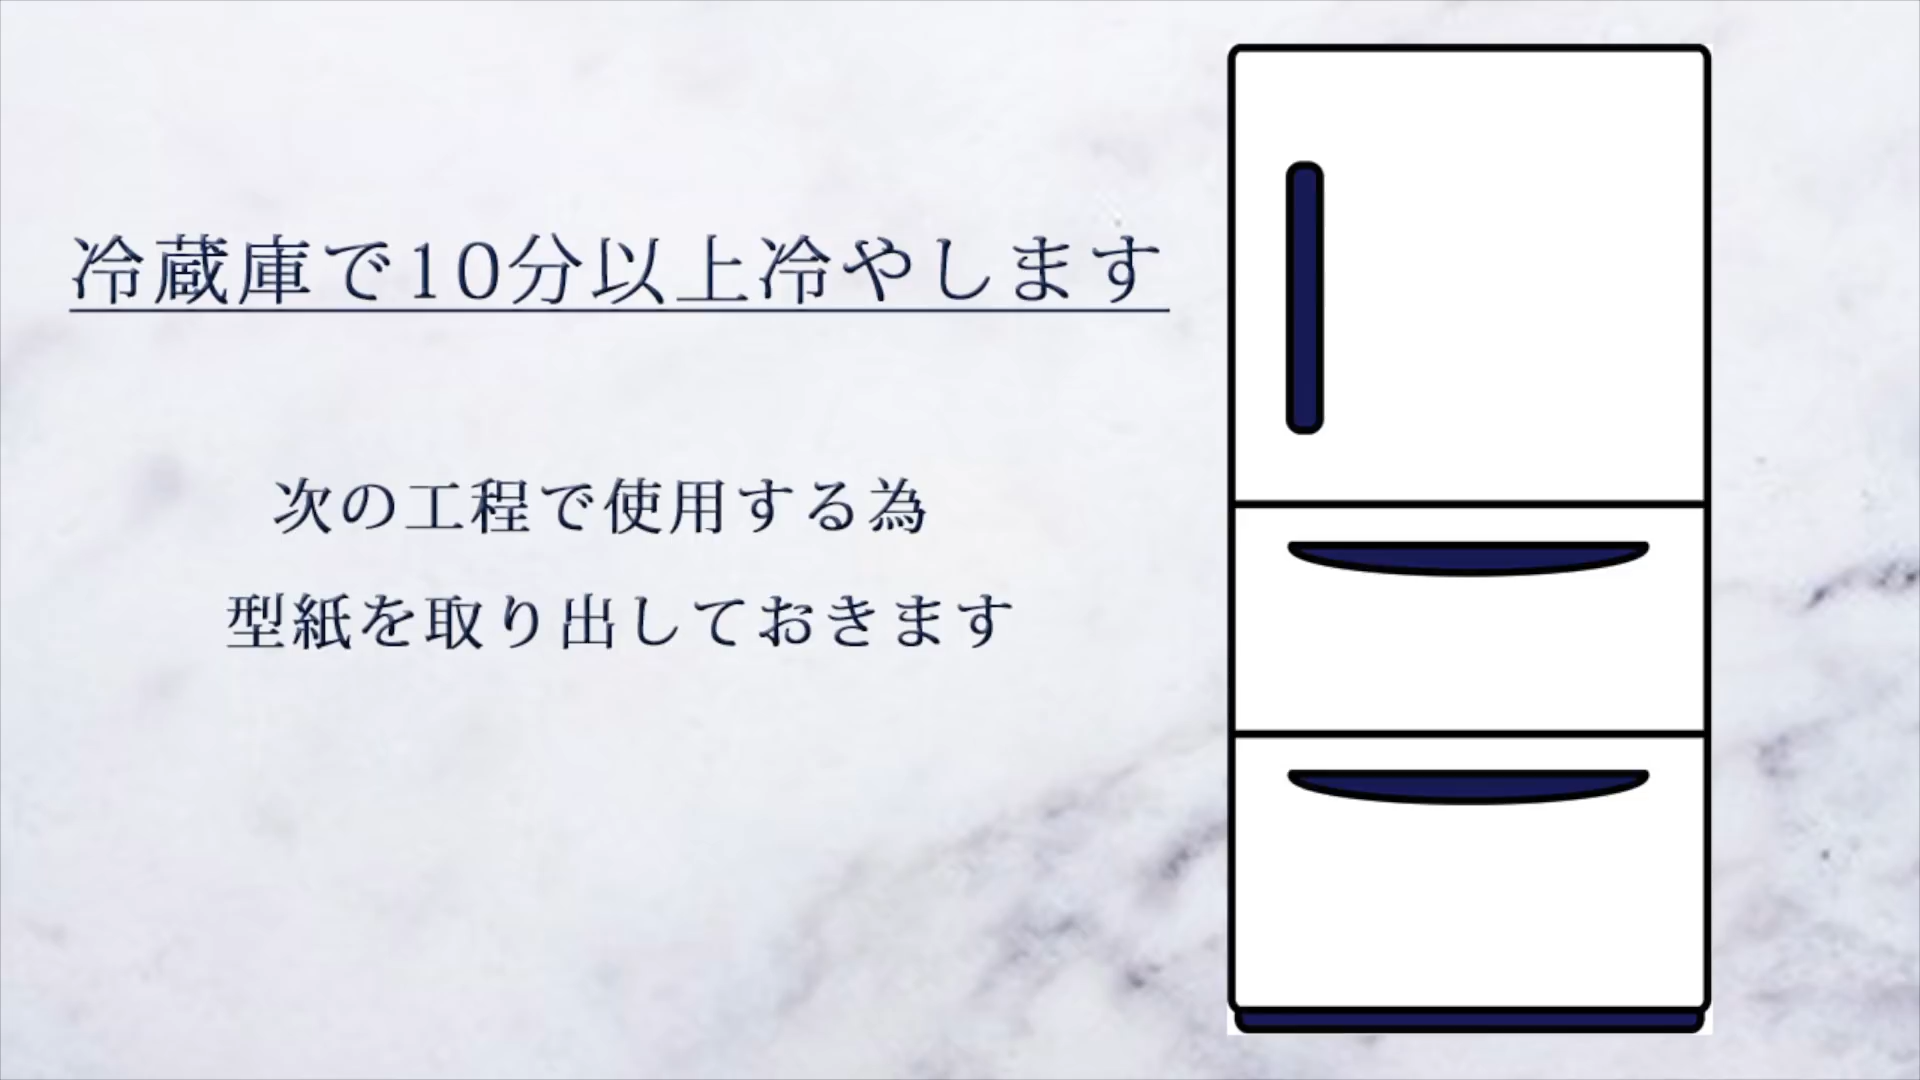 冷蔵庫で10分以上冷やします
次の工程で使用する為
型紙を取り出しておきます